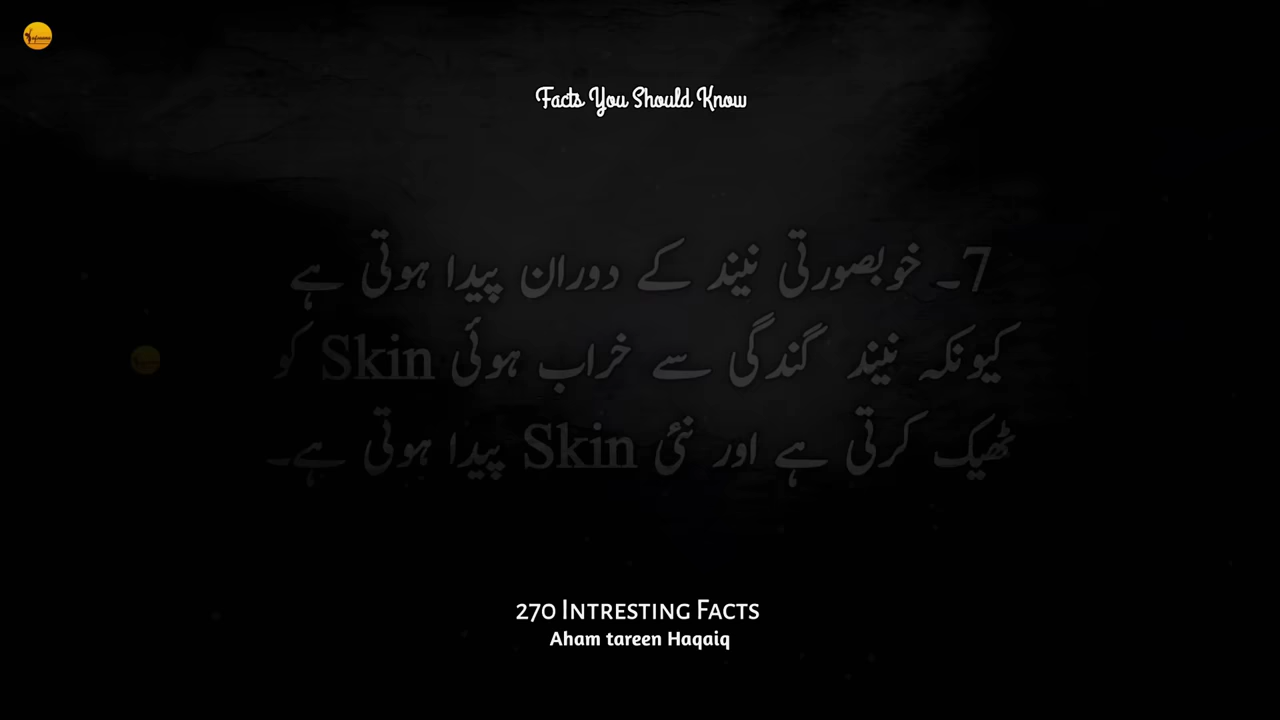 Facts You Should Know
7۔ خوبصورتی نیند کے دوران پیدا ہوتی ہے
کیونکہ نیند گندگی سے خراب ہوئی Skin کو
ٹھیک کرتی ہے اور نئی Skin پیدا ہوتی ہے۔
270 Intresting Facts
Aham tareen Haqaiq